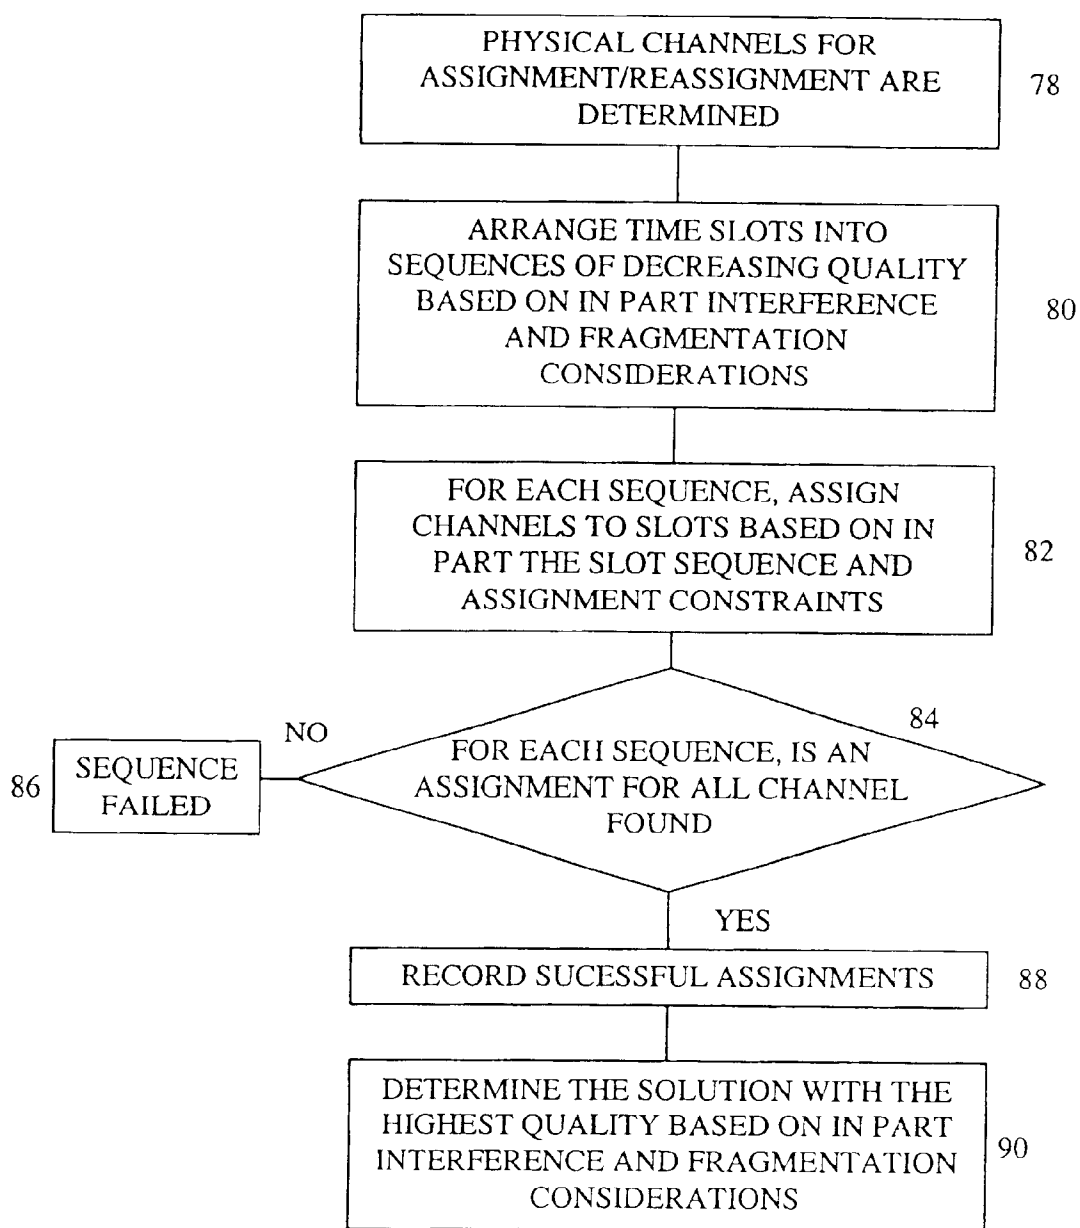 PHYSICAL CHANNELS FOR
ASSIGNMENT/REASSIGNMENT ARE
DETERMINED
78
ARRANGE TIME SLOTS INTO
SEQUENCES OF DECREASING QUALITY
BASED ON IN PART INTERFERENCE
AND FRAGMENTATION
CONSIDERATIONS
80
FOR EACH SEQUENCE, ASSIGN
CHANNELS TO SLOTS BASED ON IN
PART THE SLOT SEQUENCE AND
ASSIGNMENT CONSTRAINTS
82
84
FOR EACH SEQUENCE, IS AN
ASSIGNMENT FOR ALL CHANNEL
FOUND
NO
86
SEQUENCE
FAILED
YES
RECORD SUCESSFUL ASSIGNMENTS
88
DETERMINE THE SOLUTION WITH THE
HIGHEST QUALITY BASED ON IN PART
INTERFERENCE AND FRAGMENTATION
CONSIDERATIONS
90